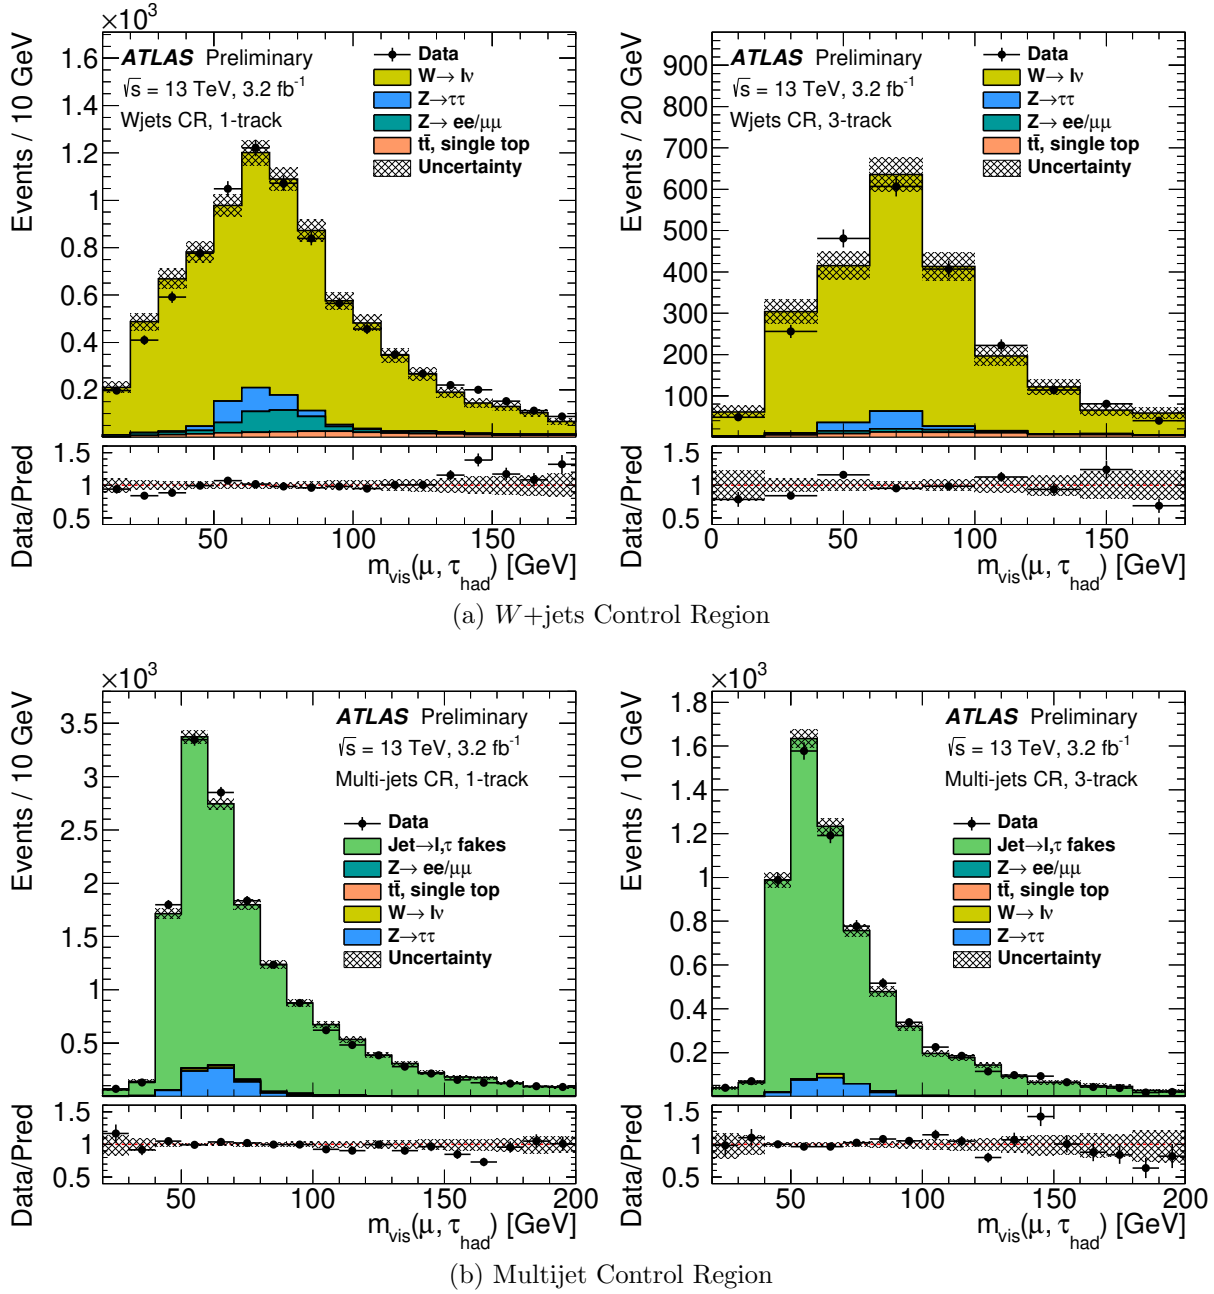 ×10³
Events / 10 GeV
ATLAS Preliminary
√s = 13 TeV, 3.2 fb⁻¹
Wjets CR, 1-track
Data
W→ lν
Z→ττ
Z→ ee/μμ
tt̄, single top
Uncertainty
1.6
1.4
1.2
1
0.8
0.6
0.4
0.2
Data/Pred
1.5
1
0.5
50 100 150
m_vis(μ, τ_had) [GeV]
Events / 20 GeV
ATLAS Preliminary
√s = 13 TeV, 3.2 fb⁻¹
Wjets CR, 3-track
Data
W→ lν
Z→ττ
Z→ ee/μμ
tt̄, single top
Uncertainty
900
800
700
600
500
400
300
200
100
Data/Pred
1.5
1
0.5
0 50 100 150
m_vis(μ, τ_had) [GeV]
(a) W+jets Control Region
×10³
Events / 10 GeV
ATLAS Preliminary
√s = 13 TeV, 3.2 fb⁻¹
Multi-jets CR, 1-track
Data
Jet→l,τ fakes
Z→ ee/μμ
tt̄, single top
W→ lν
Z→ττ
Uncertainty
3.5
3
2.5
2
1.5
1
0.5
Data/Pred
1.5
1
0.5
50 100 150 200
m_vis(μ, τ_had) [GeV]
×10³
Events / 10 GeV
ATLAS Preliminary
√s = 13 TeV, 3.2 fb⁻¹
Multi-jets CR, 3-track
Data
Jet→l,τ fakes
Z→ ee/μμ
tt̄, single top
W→ lν
Z→ττ
Uncertainty
1.8
1.6
1.4
1.2
1
0.8
0.6
0.4
0.2
Data/Pred
1.5
1
0.5
50 100 150 200
m_vis(μ, τ_had) [GeV]
(b) Multijet Control Region